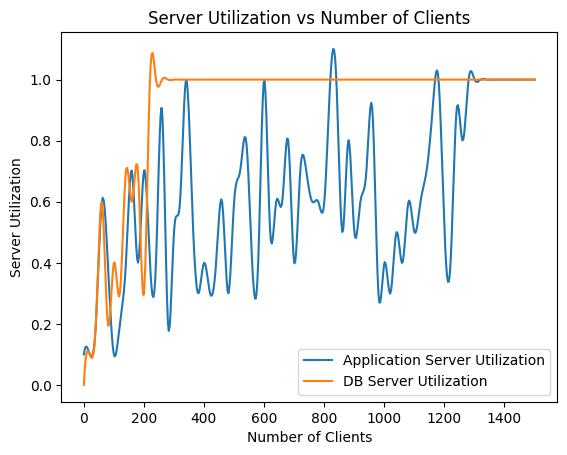 Server Utilization vs Number of Clients
Server Utilization
1.0
0.8
0.6
0.4
0.2
0.0
0
200
400
600
800
1000
1200
1400
Number of Clients
Application Server Utilization
DB Server Utilization